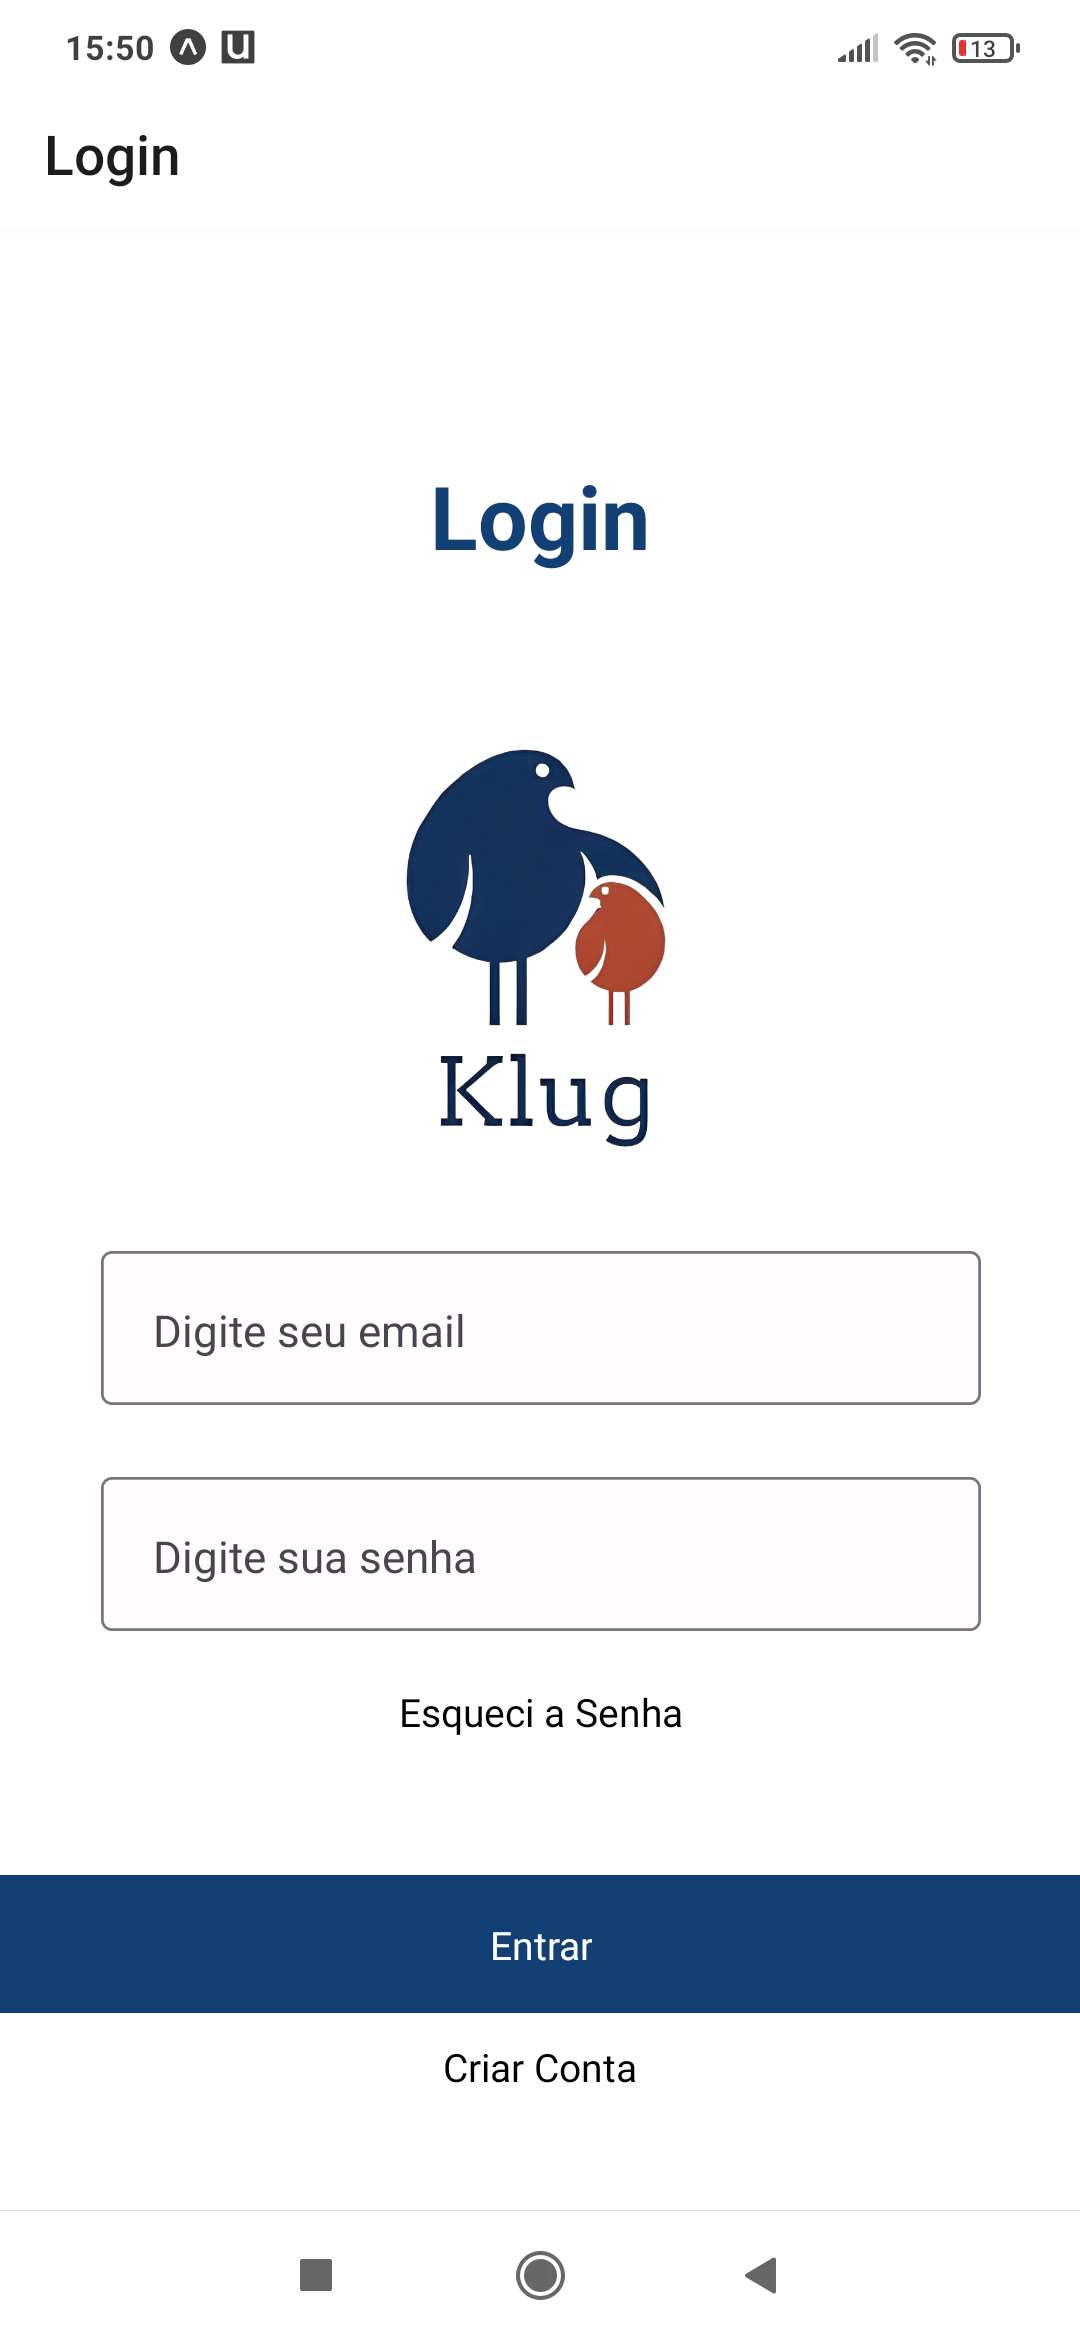 15:50
13
Login
Login
Klug
Digite seu email
Digite sua senha
Esqueci a Senha
Entrar
Criar Conta